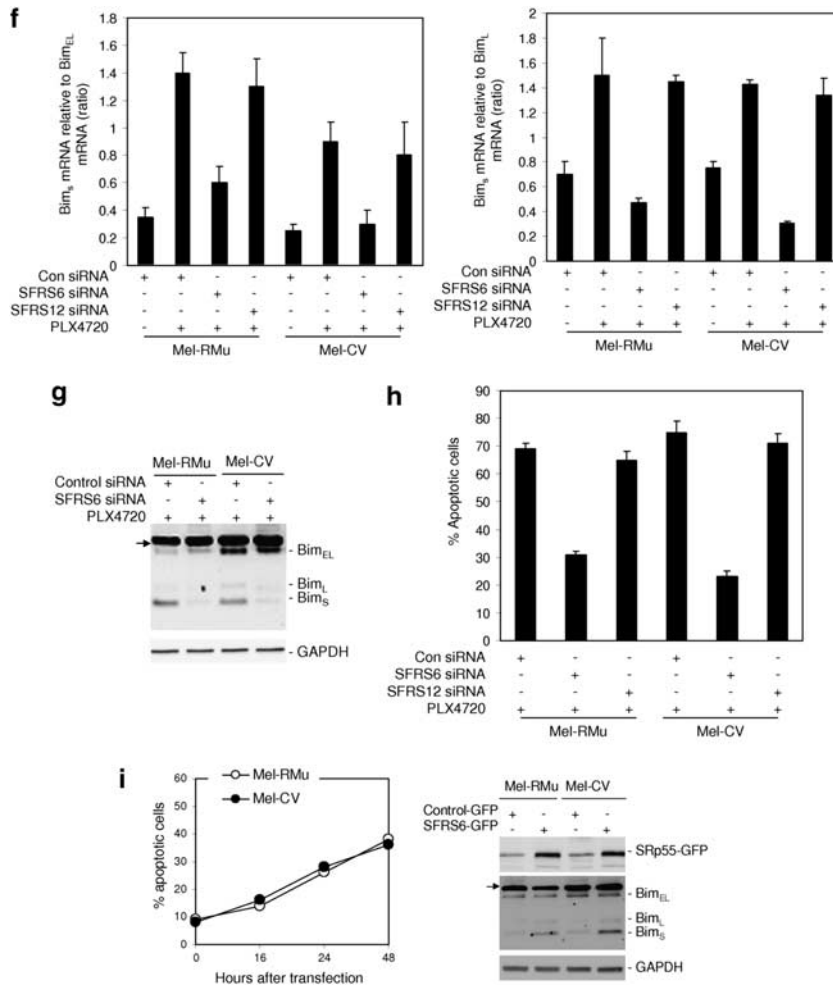 f
Bim_S mRNA relative to Bim_EL
mRNA (ratio)
1.8
1.6
1.4
1.2
1
0.8
0.6
0.4
0.2
0
Con siRNA + + - - + + - -
SFRS6 siRNA - - + - - - + -
SFRS12 siRNA - - - + - - - +
PLX4720 - + + + - + + +
Mel-RMu Mel-CV
Bim_S mRNA relative to Bim_L
mRNA (ratio)
2
1.8
1.6
1.4
1.2
1
0.8
0.6
0.4
0.2
0
Con siRNA + + - - + + - -
SFRS6 siRNA - - + - - - + -
SFRS12 siRNA - - - + - - - +
PLX4720 - + + + - + + +
Mel-RMu Mel-CV
g
Mel-RMu Mel-CV
Control siRNA + - + -
SFRS6 siRNA - + - +
PLX4720 + + + +
- Bim_EL
- Bim_L
- Bim_S
- GAPDH
h
% Apoptotic cells
90
80
70
60
50
40
30
20
10
0
Con siRNA + - - + - -
SFRS6 siRNA - + - - + -
SFRS12 siRNA - - + - - +
PLX4720 + + + + + +
Mel-RMu Mel-CV
i
% apoptotic cells
60
50
40
30
20
10
0
Mel-RMu
Mel-CV
0 16 24 48
Hours after transfection
Mel-RMu Mel-CV
Control-GFP + - + -
SFRS6-GFP - + - +
- SRp55-GFP
- Bim_EL
- Bim_L
- Bim_S
- GAPDH